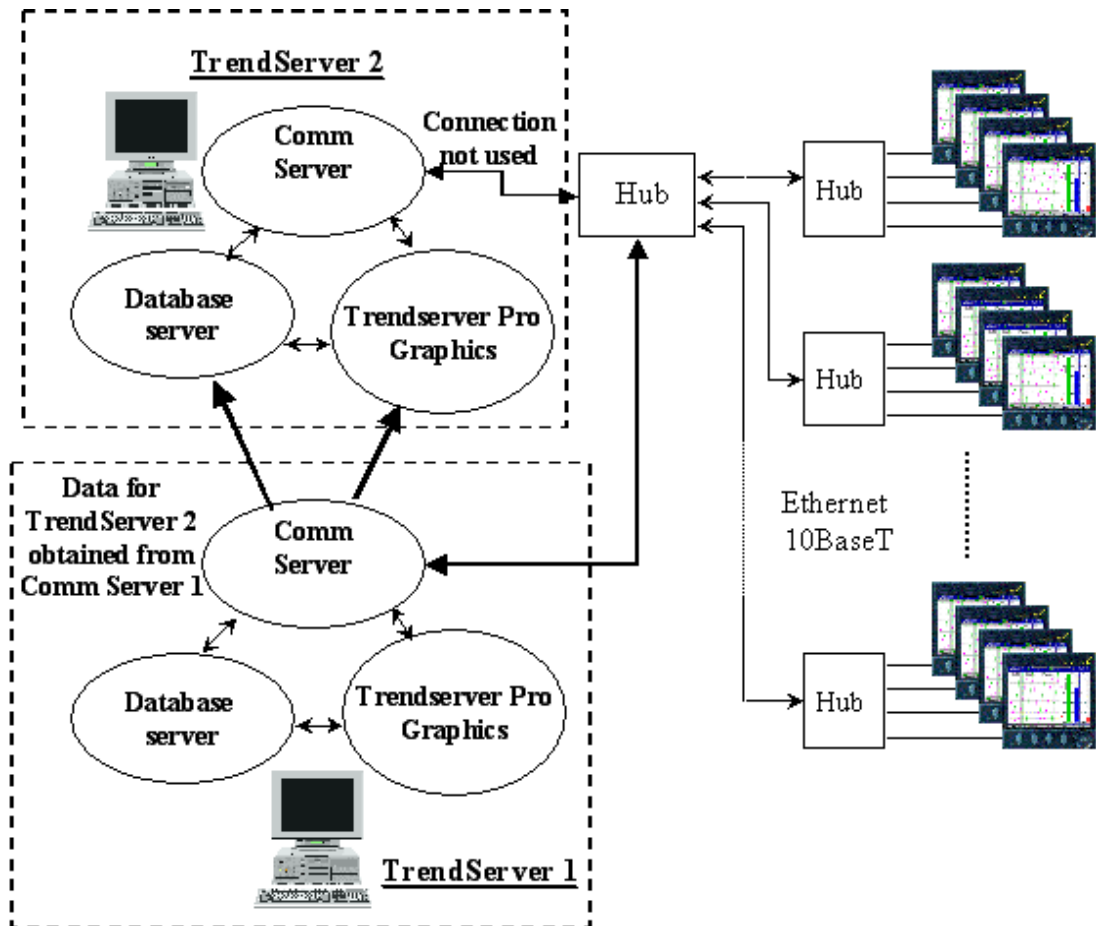 TrendServer 2
Comm
Server
Connection
not used
Database
server
Trendserver Pro
Graphics
Hub
Hub
Hub
Data for
TrendServer 2
obtained from
Comm Server 1
Comm
Server
Ethernet
10BaseT
Database
server
Trendserver Pro
Graphics
Hub
TrendServer 1